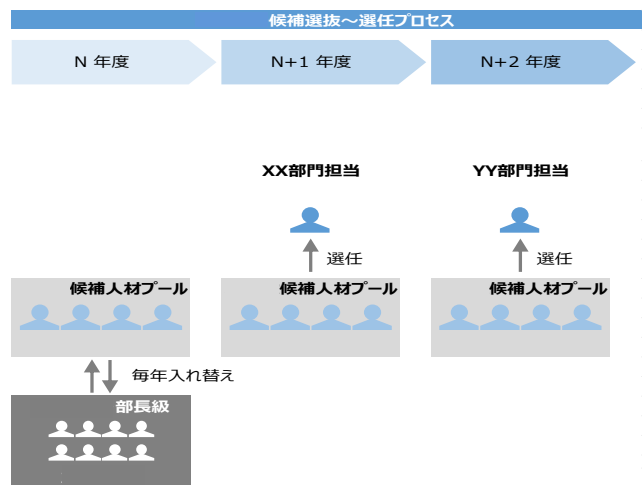 候補選抜～選任プロセス
N 年度
N+1 年度
N+2 年度
XX部門担当
YY部門担当
選任
選任
候補人材プール
候補人材プール
候補人材プール
毎年入れ替え
部長級